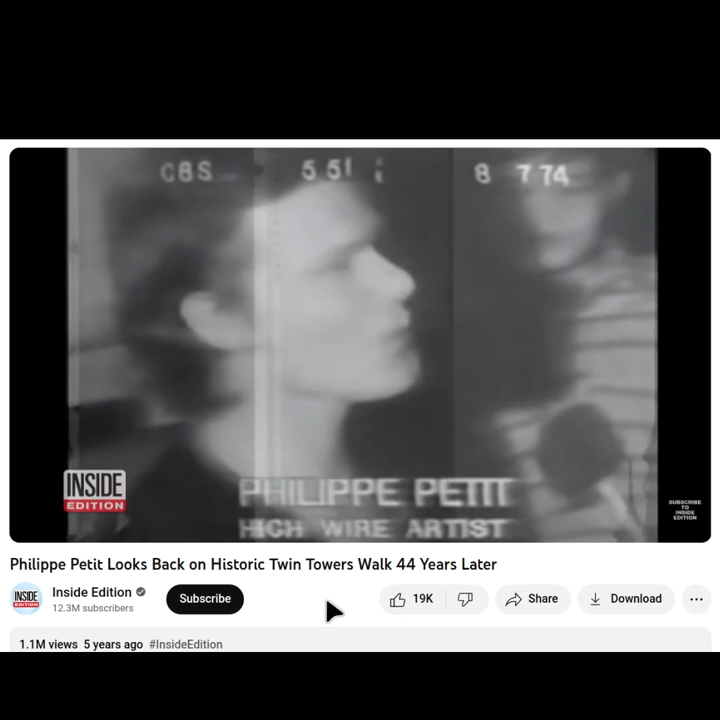 CBS 5 51 8 7 74
PHILIPPE PETIT
HIGH WIRE ARTIST
INSIDE
EDITION
SUBSCRIBE
TO
INSIDE
EDITION
Philippe Petit Looks Back on Historic Twin Towers Walk 44 Years Later
INSIDE
EDITION
Inside Edition
12.3M subscribers
Subscribe
19K
Share
Download
1.1M views 5 years ago #InsideEdition